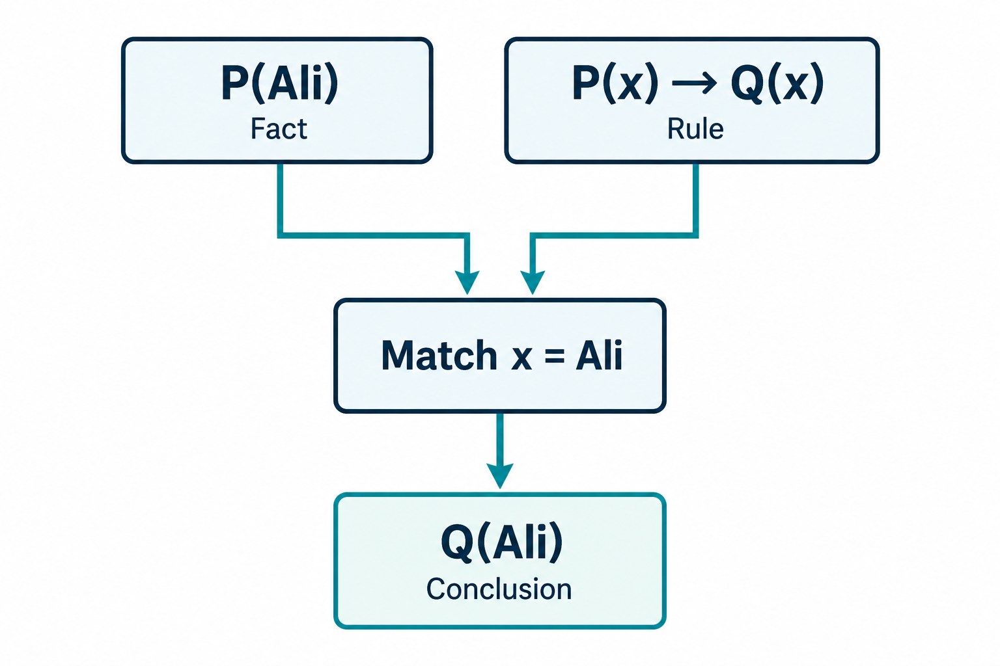 P(Ali)
Fact
P(x) → Q(x)
Rule
Match x = Ali
Q(Ali)
Conclusion